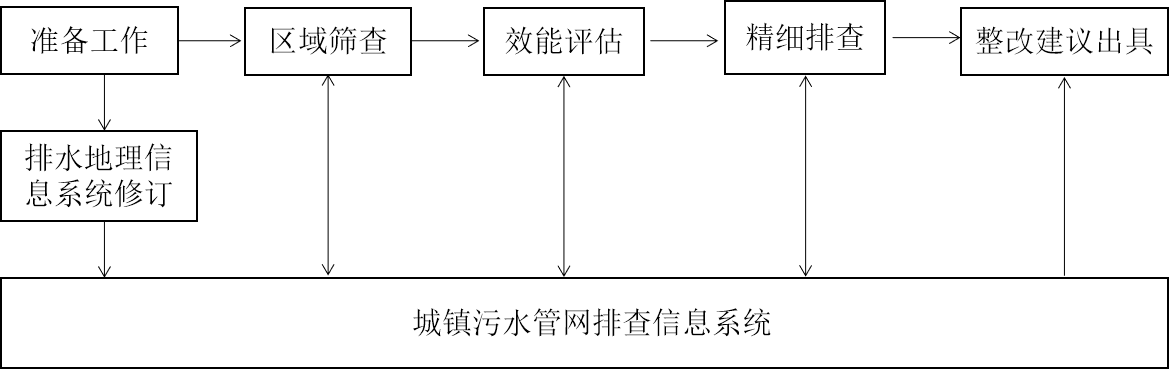 准备工作
区域筛查
效能评估
精细排查
整改建议出具
排水地理信
息系统修订
城镇污水管网排查信息系统